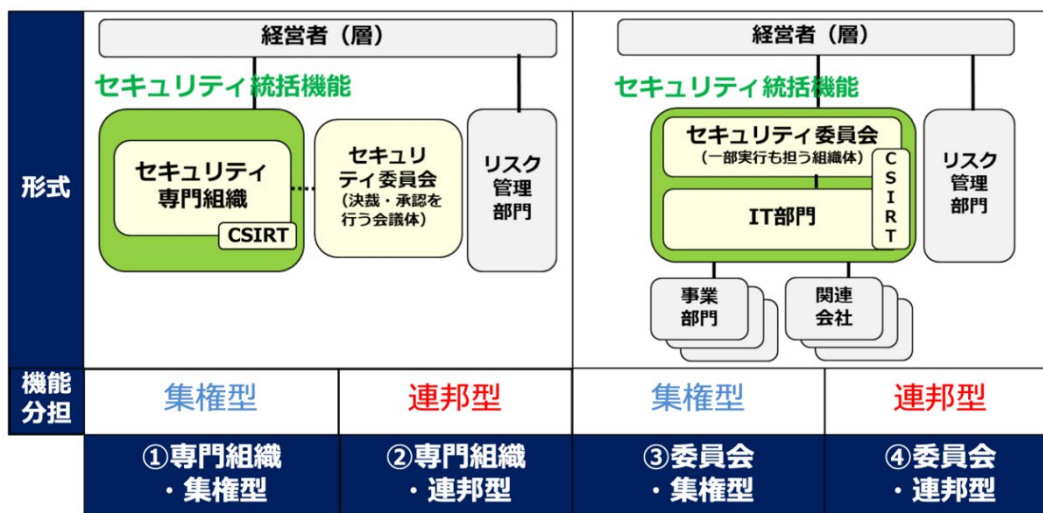 形式
経営者（層）
セキュリティ統括機能
セキュリティ
専門組織
CSIRT
セキュリ
ティ委員会
（決裁・承認を
行う会議体）
リスク
管理
部門
経営者（層）
セキュリティ統括機能
セキュリティ委員会
（一部実行も担う組織体）
IT部門
CSIRT
リスク
管理
部門
事業
部門
関連
会社
機能
分担
集権型
連邦型
集権型
連邦型
①専門組織
・集権型
②専門組織
・連邦型
③委員会
・集権型
④委員会
・連邦型